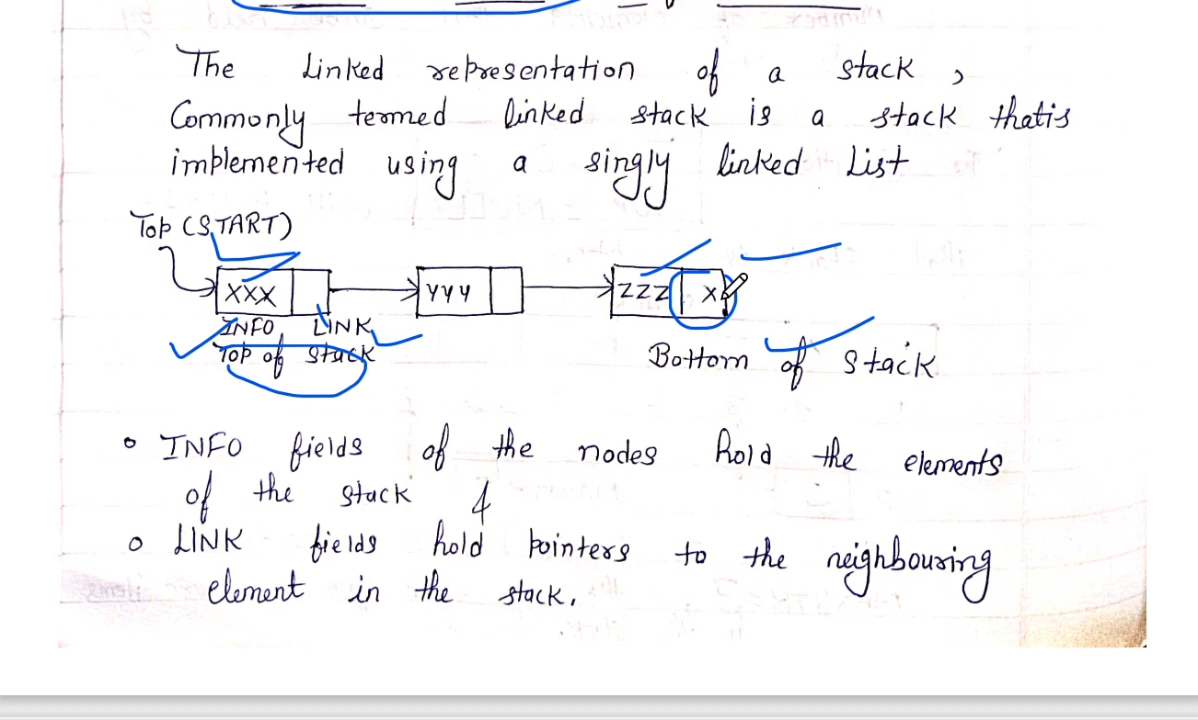 The Linked representation of a stack,
Commonly termed linked stack is a stack thatis
implemented using a singly linked List
Top (START)
XXX YYY ZZZ X
INFO LINK
Top of stack Bottom of stack
• INFO fields of the nodes hold the elements
of the stack &
• LINK fields hold pointers to the neighbouring
element in the stack.